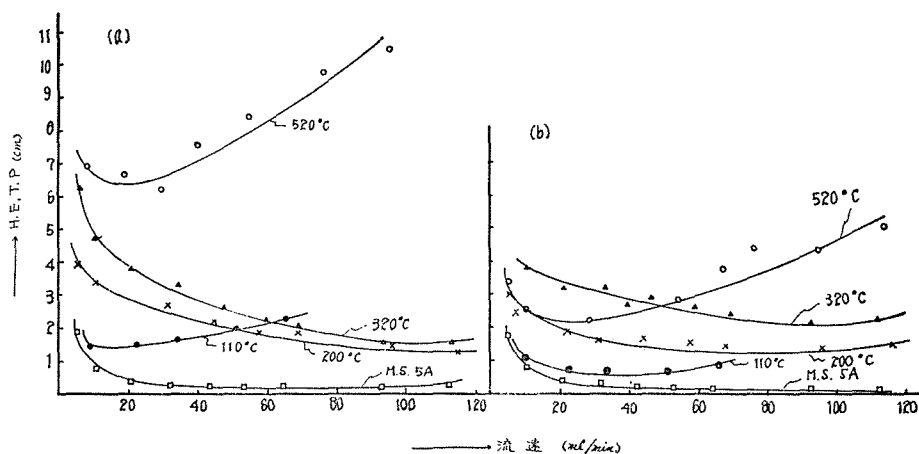 (a)
11
10
9
8
7
6
5
4
3
2
1
H.E.T.P (cm)
520°C
320°C
200°C
110°C
M.S. 5A
20 40 60 80 100 120
(b)
520°C
320°C
200°C
110°C
M.S. 5A
20 40 60 80 100 120
流速 (ml/min)